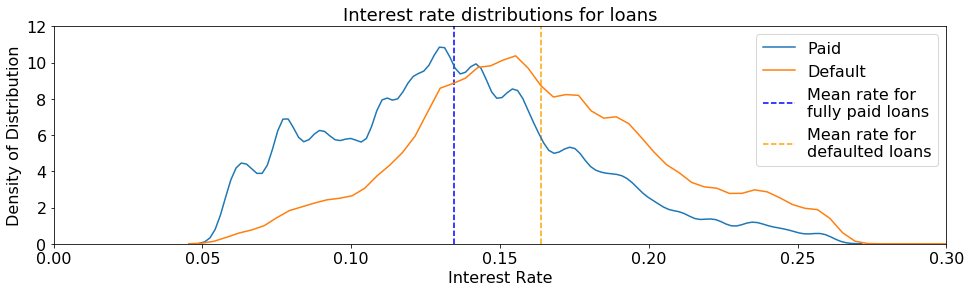 Interest rate distributions for loans
Density of Distribution
12
10
8
6
4
2
0
0.00
0.05
0.10
0.15
0.20
0.25
0.30
Interest Rate
Paid
Default
Mean rate for
fully paid loans
Mean rate for
defaulted loans